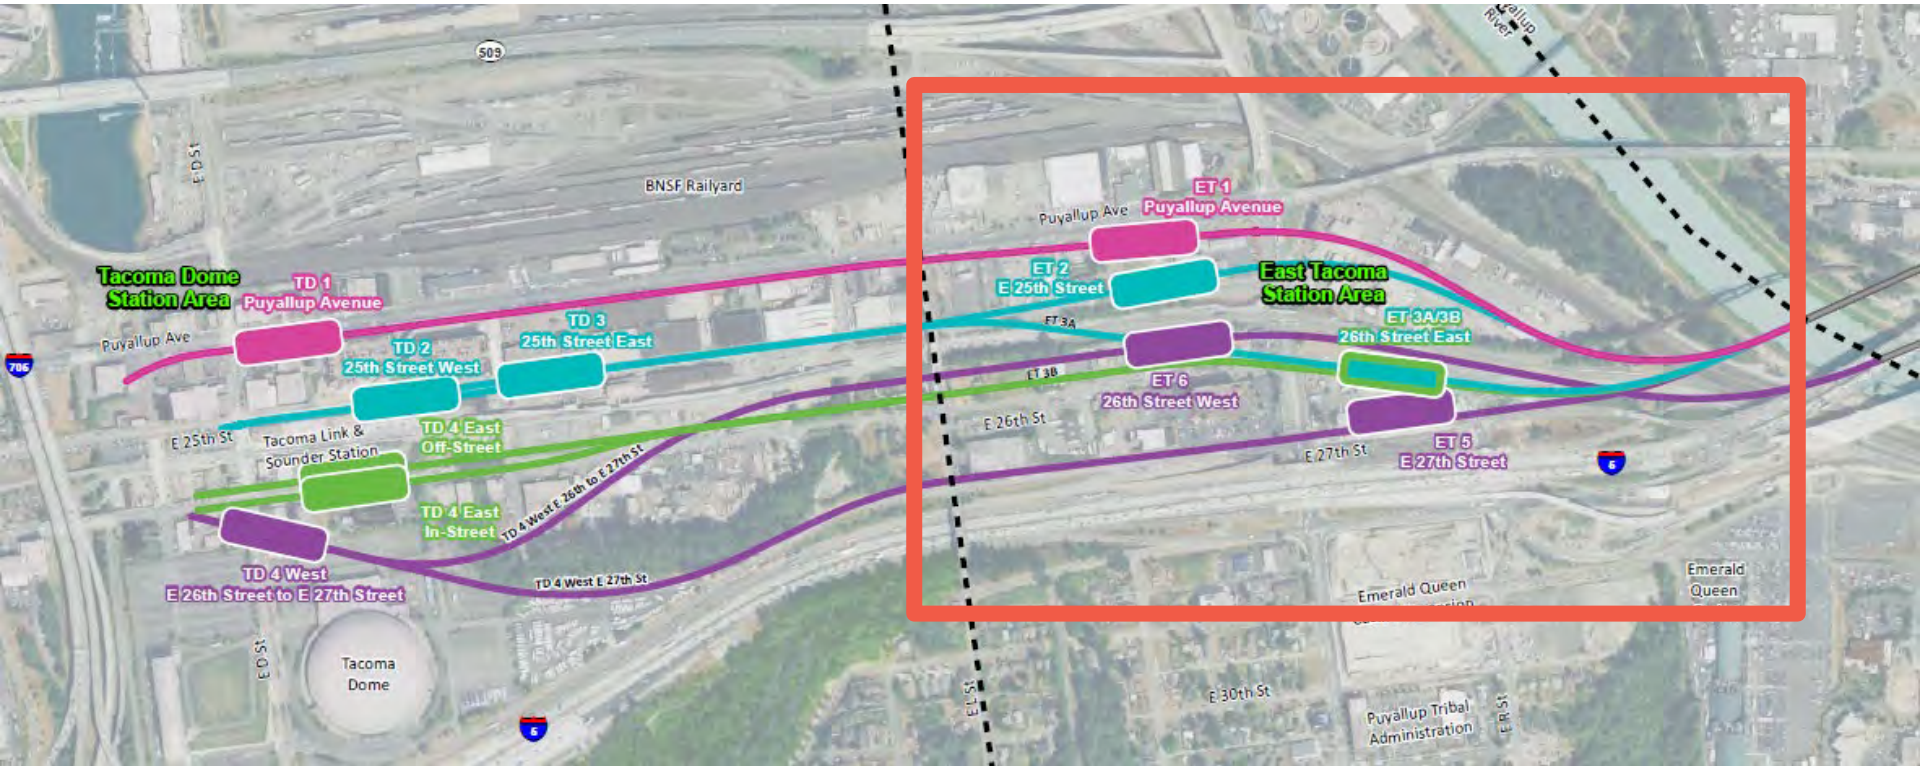 509
Puyallup
River
E D St
BNSF Railyard
ET 1
Puyallup Avenue
Puyallup Ave
ET 2
E 25th Street
East Tacoma
Station Area
Tacoma Dome
Station Area
TD 1
Puyallup Avenue
Puyallup Ave
TD 3
25th Street East
TD 2
25th Street West
ET 3A
ET 3A/3B
26th Street East
705
ET 3B
ET 6
26th Street West
E 26th St
E 25th St
Tacoma Link &
Sounder Station
TD 4 East
Off-Street
E 27th St
ET 5
E 27th Street
5
TD 4 West E 26th to E 27th St
TD 4 East
In-Street
TD 4 West
E 26th Street to E 27th Street
TD 4 West E 27th St
Emerald Queen
Emerald
Queen
Tacoma
Dome
E L St
E 30th St
E R St
Puyallup Tribal
Administration
5